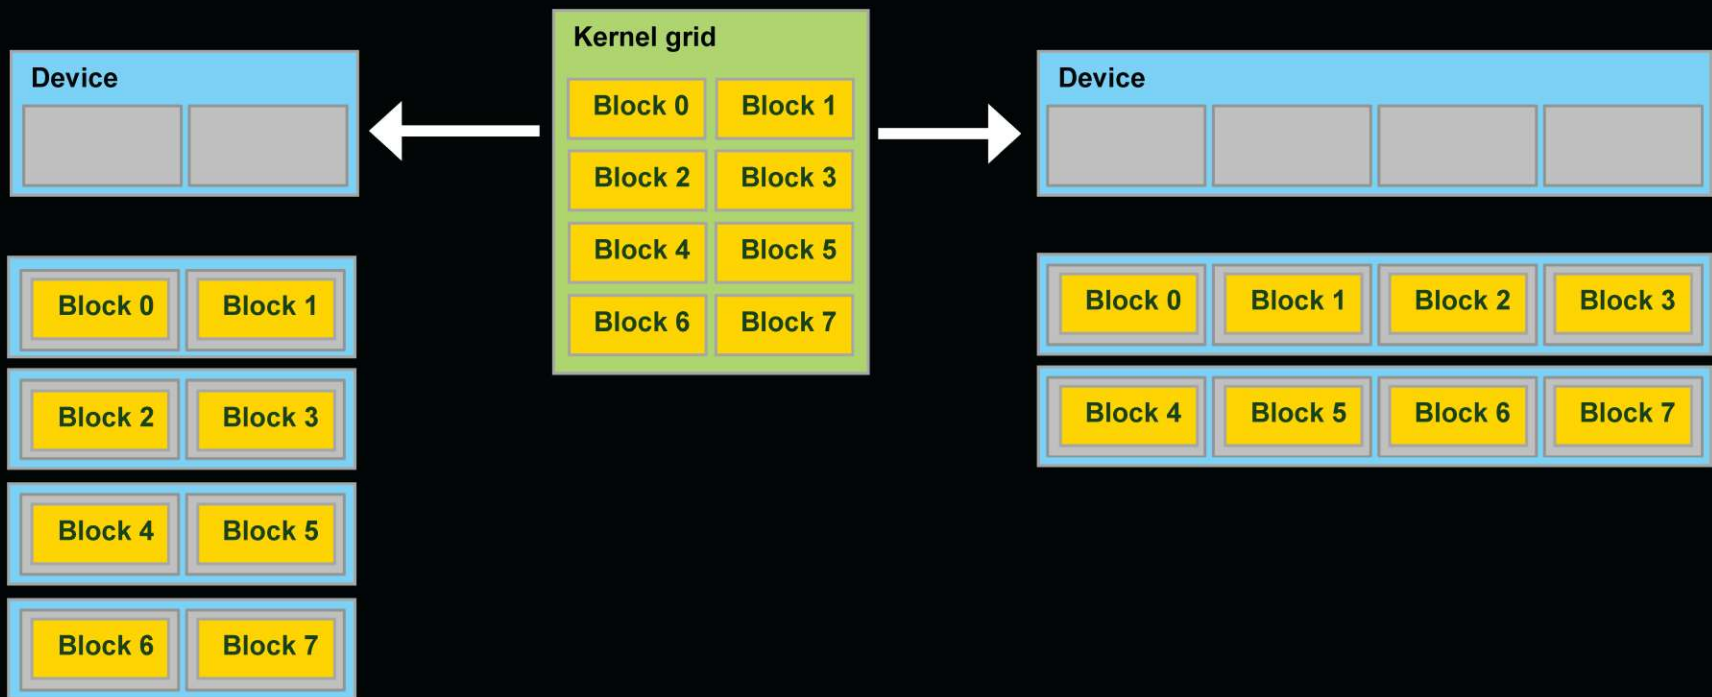 Kernel grid
Block 0 Block 1
Block 2 Block 3
Block 4 Block 5
Block 6 Block 7
Device
Block 0 Block 1
Block 2 Block 3
Block 4 Block 5
Block 6 Block 7
Device
Block 0 Block 1 Block 2 Block 3
Block 4 Block 5 Block 6 Block 7